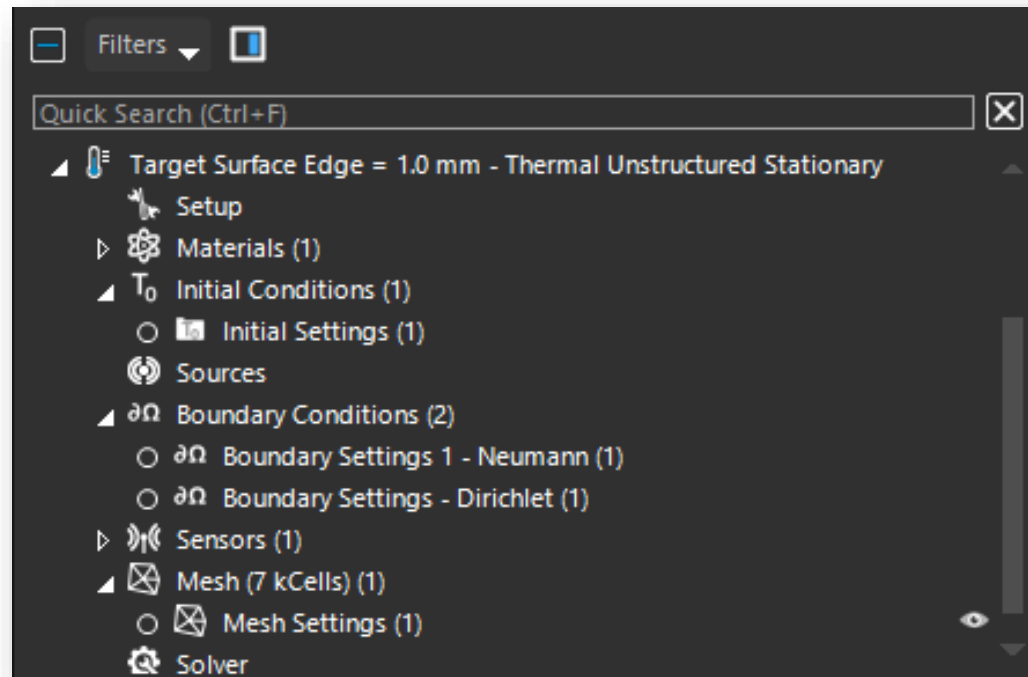 Filters
Quick Search (Ctrl+F)
Target Surface Edge = 1.0 mm - Thermal Unstructured Stationary
Setup
Materials (1)
T₀ Initial Conditions (1)
T₀ Initial Settings (1)
Sources
∂Ω Boundary Conditions (2)
∂Ω Boundary Settings 1 - Neumann (1)
∂Ω Boundary Settings - Dirichlet (1)
Sensors (1)
Mesh (7 kCells) (1)
Mesh Settings (1)
Solver